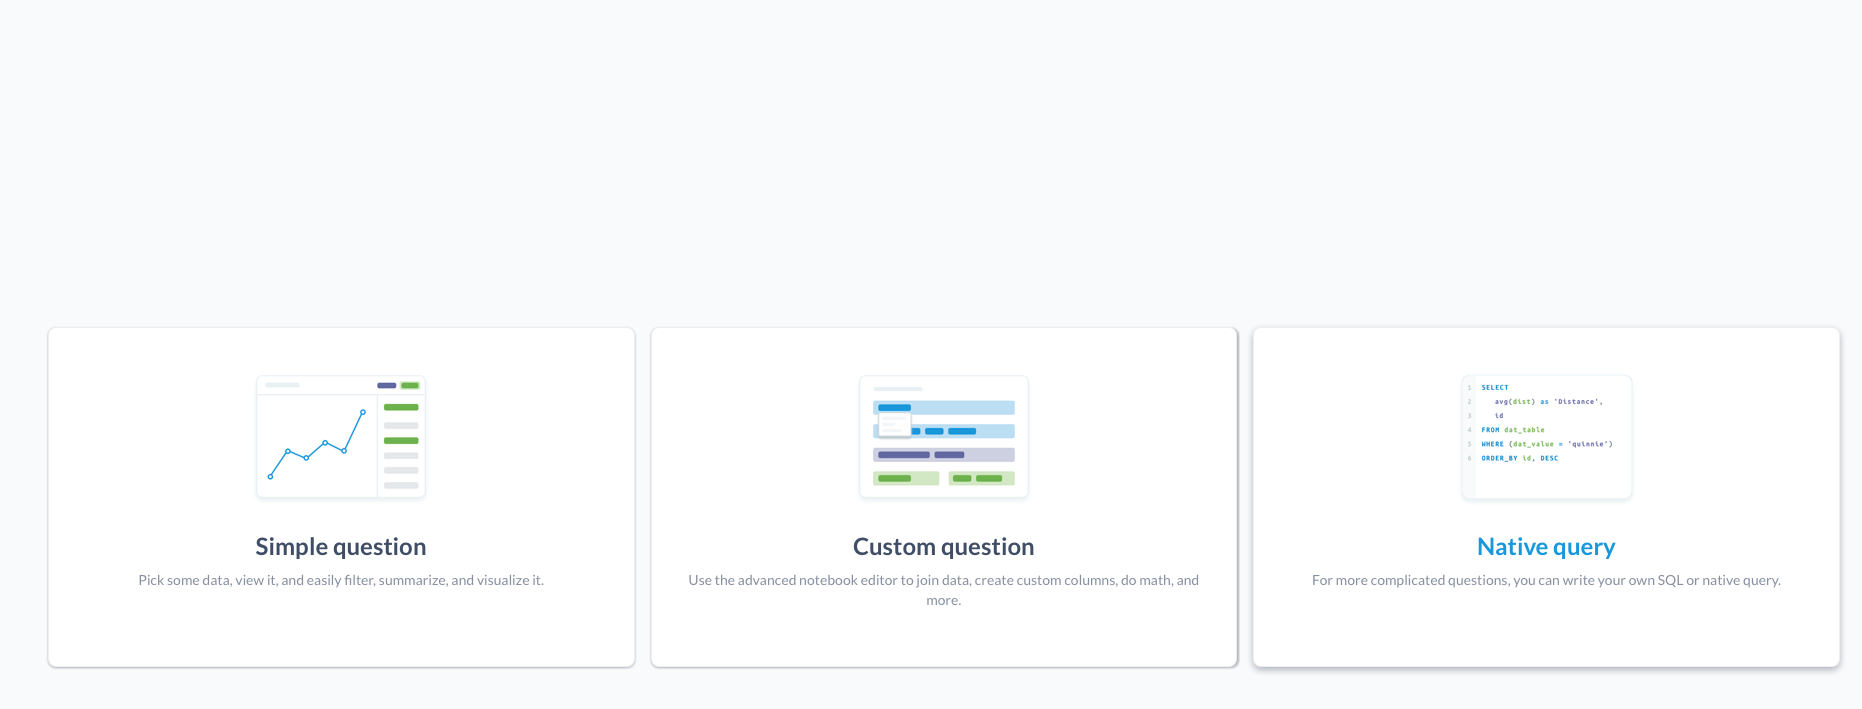 1 SELECT
2 avg(dist) as 'Distance',
3 id
4 FROM dat_table
5 WHERE (dat_value = 'quinnie')
6 ORDER_BY id, DESC
Simple question
Pick some data, view it, and easily filter, summarize, and visualize it.
Custom question
Use the advanced notebook editor to join data, create custom columns, do math, and
more.
Native query
For more complicated questions, you can write your own SQL or native query.